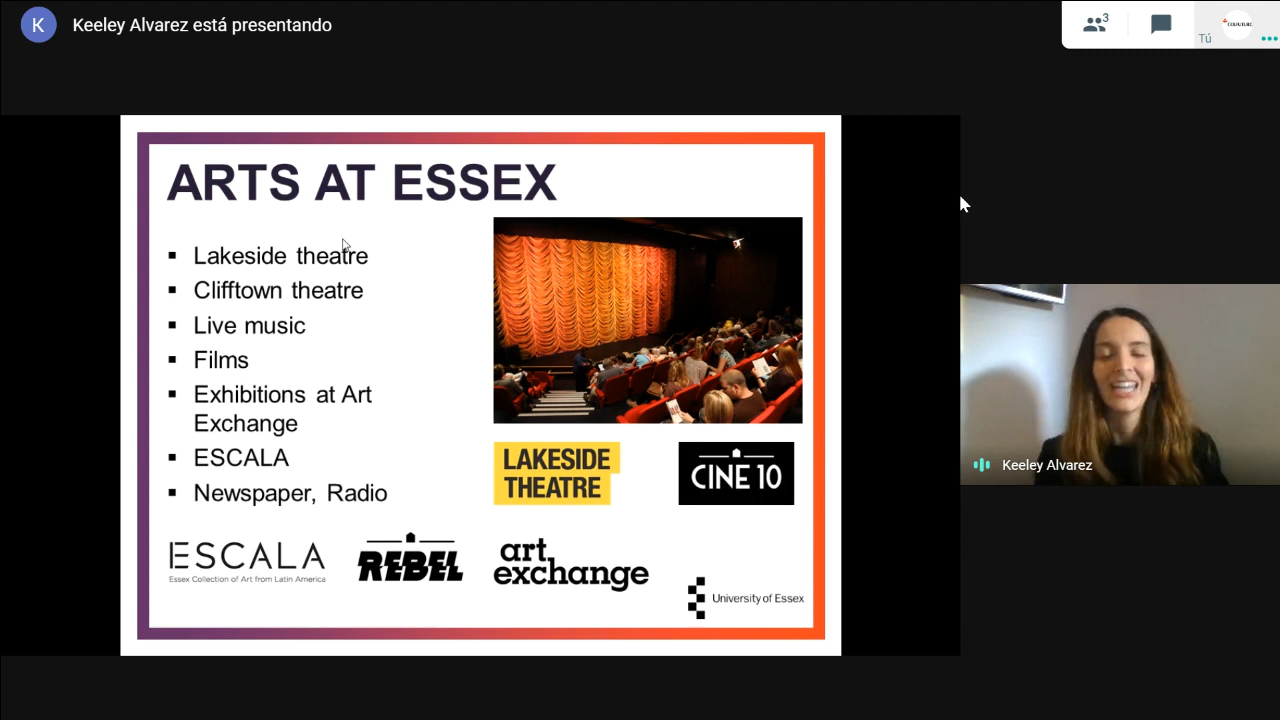 K
Keeley Alvarez está presentando
3
Tú
ARTS AT ESSEX
Lakeside theatre
Clifftown theatre
Live music
Films
Exhibitions at Art
Exchange
ESCALA
Newspaper, Radio
LAKESIDE
THEATRE
CINE 10
ESCALA
Essex Collection of Art from Latin America
REBEL
art
exchange
University of Essex
Keeley Alvarez